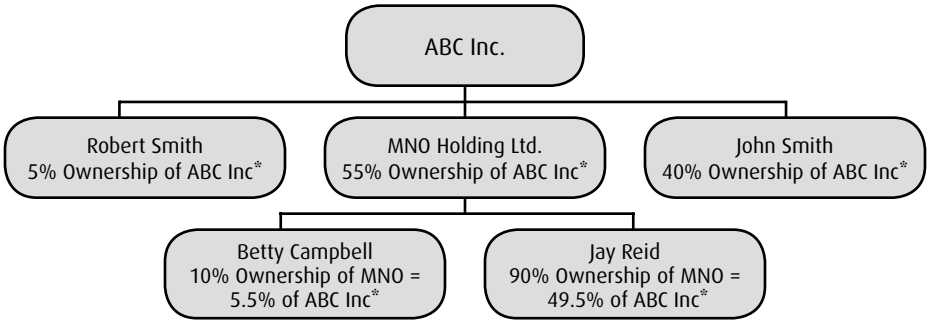 ABC Inc.
Robert Smith
5% Ownership of ABC Inc*
MNO Holding Ltd.
55% Ownership of ABC Inc*
John Smith
40% Ownership of ABC Inc*
Betty Campbell
10% Ownership of MNO =
5.5% of ABC Inc*
Jay Reid
90% Ownership of MNO =
49.5% of ABC Inc*